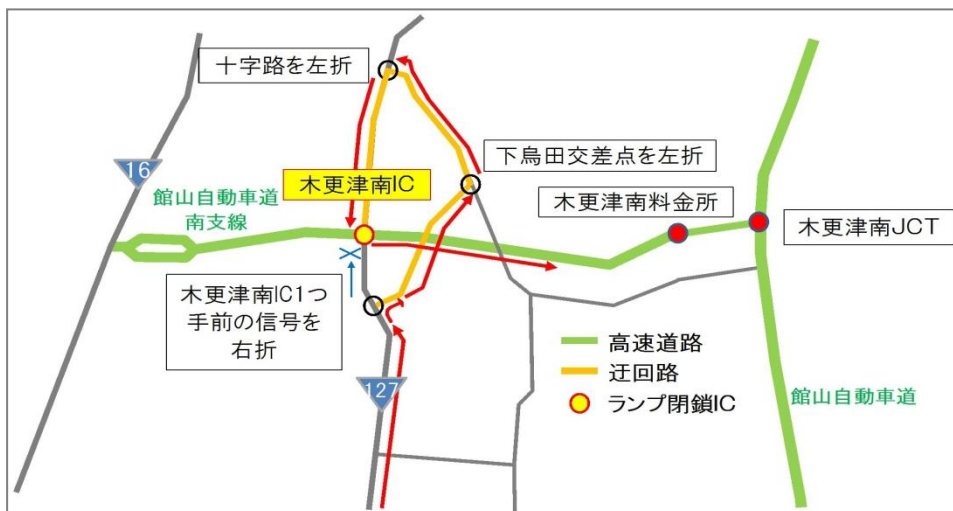 十字路を左折
16
館山自動車道
南支線
木更津南IC
下烏田交差点を左折
木更津南料金所
木更津南JCT
木更津南IC1つ
手前の信号を
右折
127
高速道路
迂回路
ランプ閉鎖IC
館山自動車道